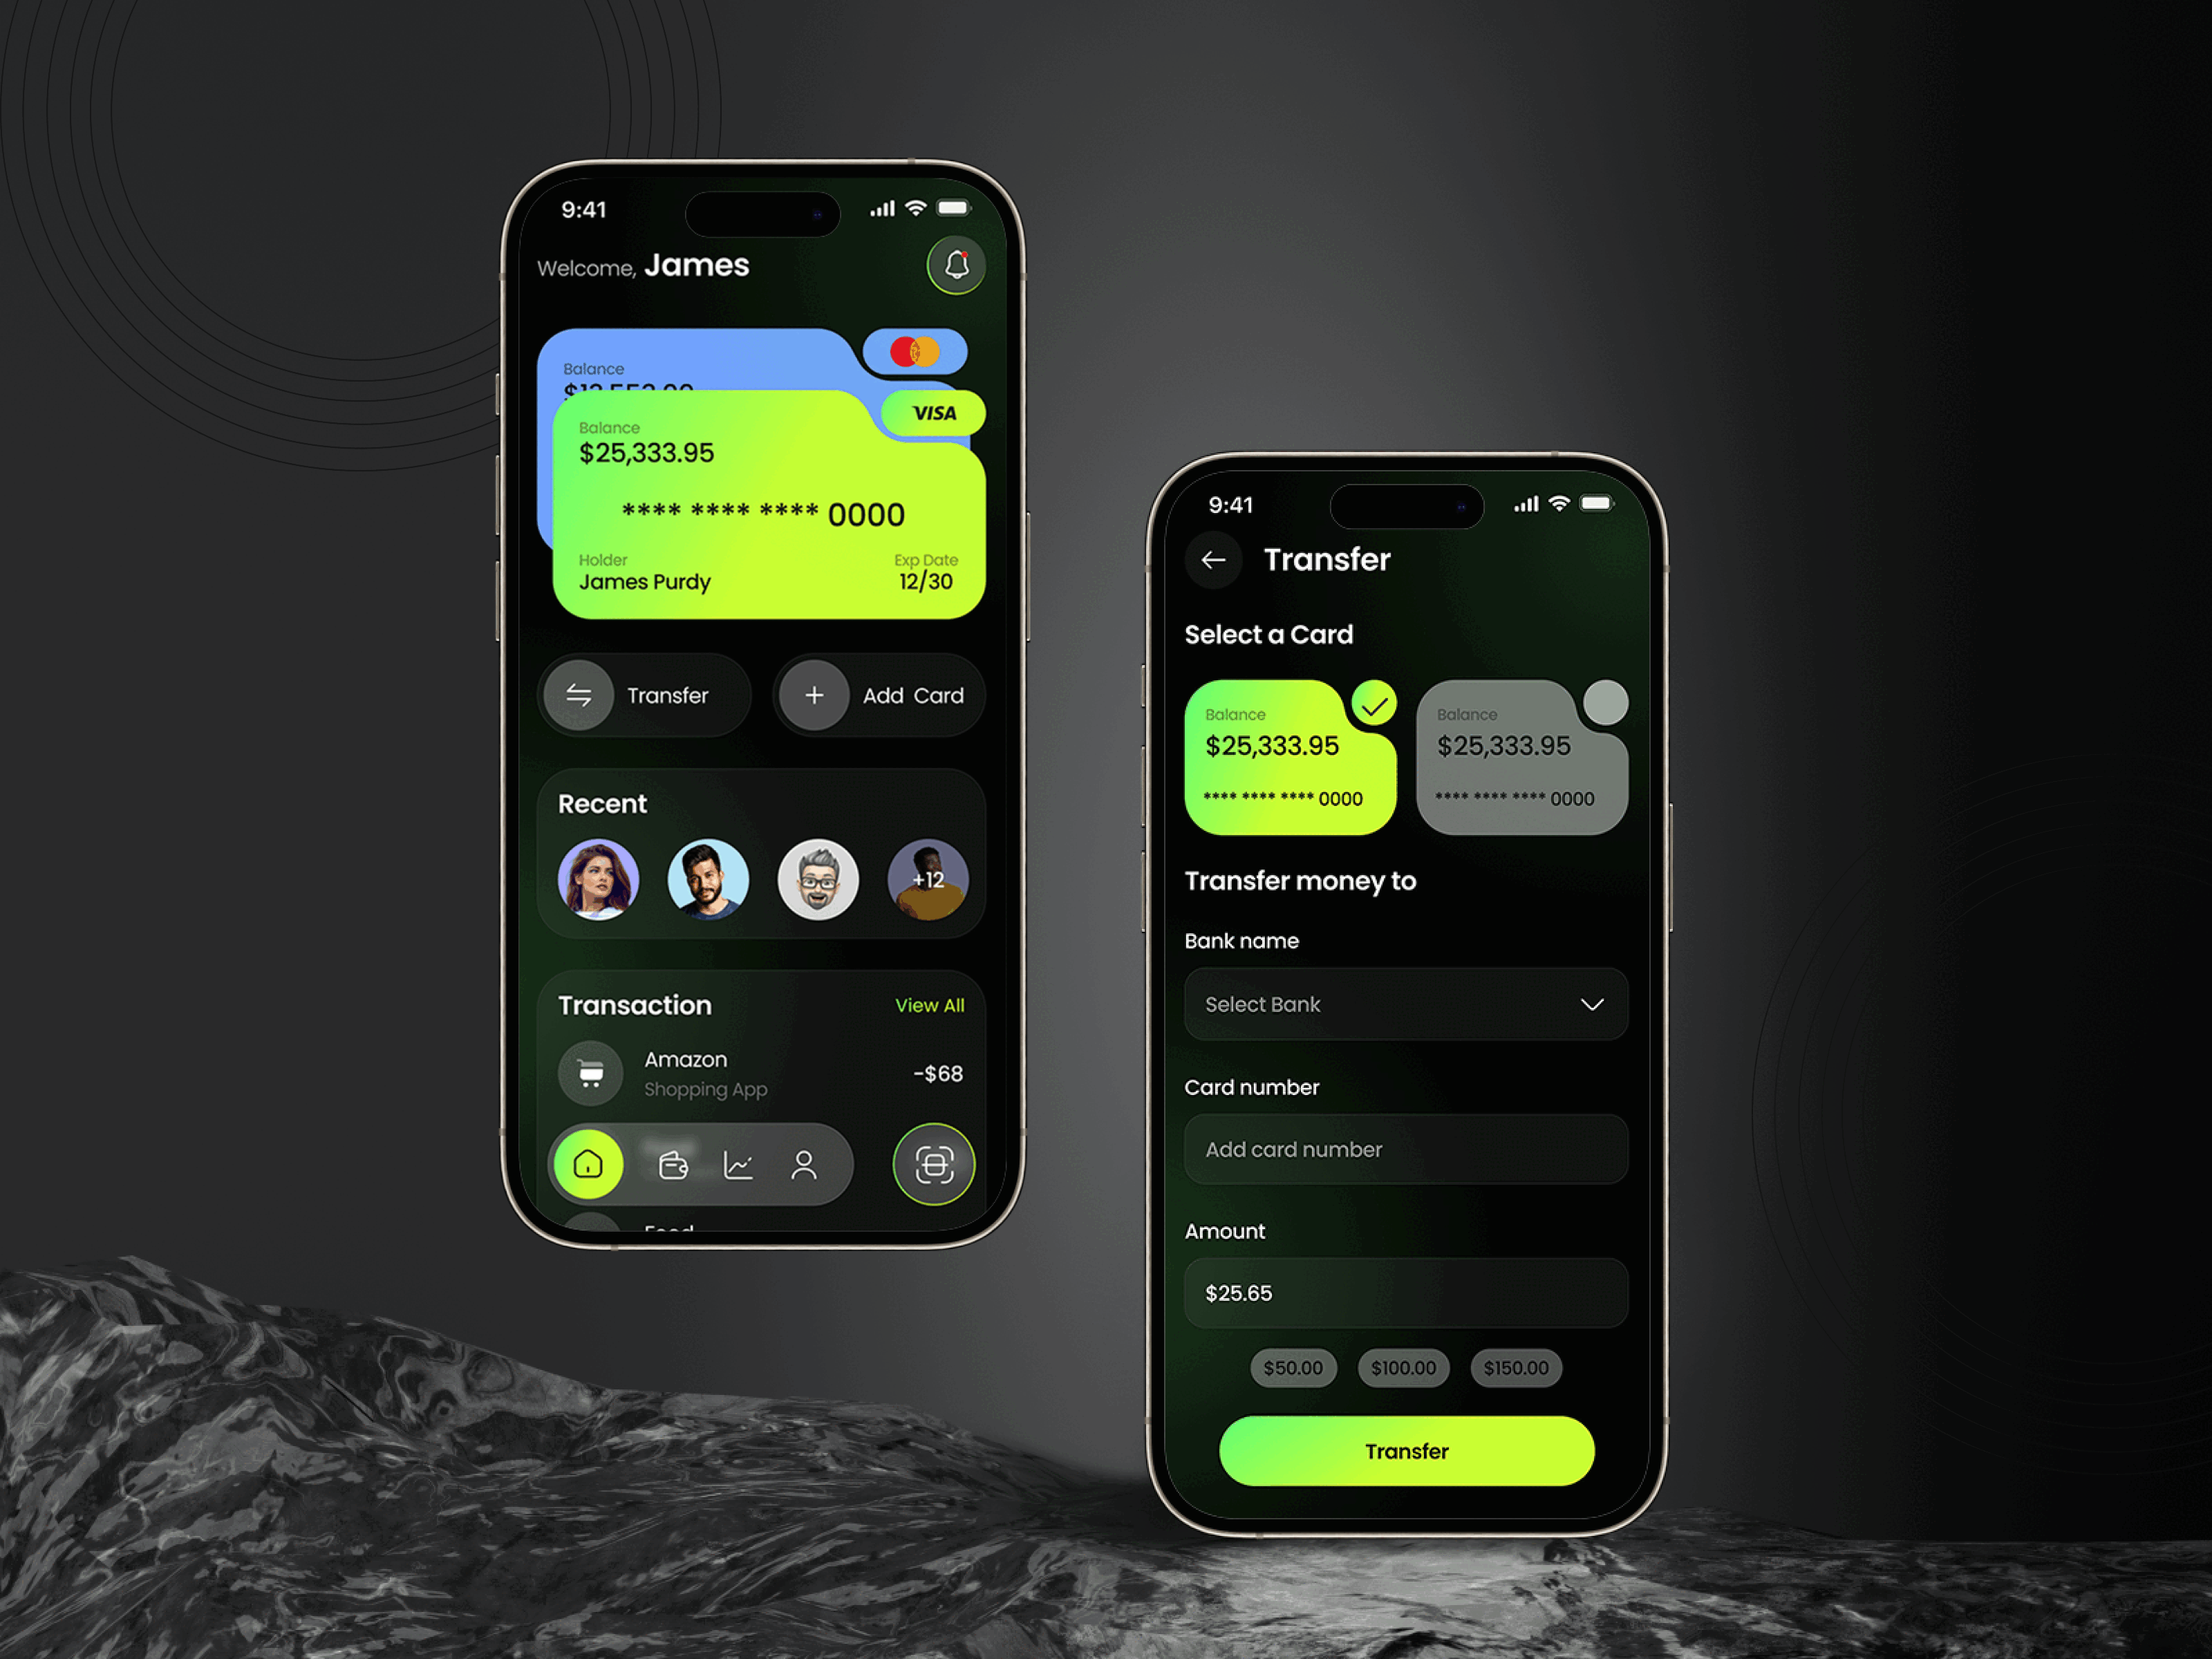 9:41
Welcome, James
Balance
VISA
Balance
$25,333.95
**** **** **** 0000
Holder
Exp Date
James Purdy
12/30
Transfer
Add Card
Recent
+12
Transaction
View All
Amazon
-$68
Shopping App
9:41
Transfer
Select a Card
Balance
Balance
$25,333.95
$25,333.95
**** **** **** 0000
**** **** **** 0000
Transfer money to
Bank name
Select Bank
Card number
Add card number
Amount
$25.65
$50.00
$100.00
$150.00
Transfer